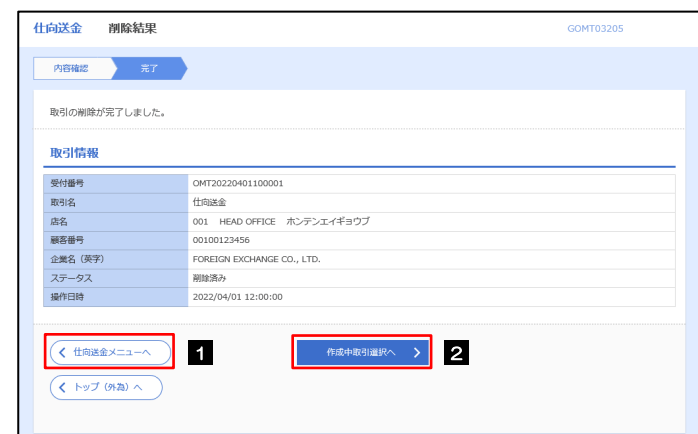 仕向送金 削除結果 GOMT03205
内容確認 完了
取引の削除が完了しました。
取引情報
受付番号 OMT20220401100001
取引名 仕向送金
店名 001 HEAD OFFICE ホンテンエイギョウブ
顧客番号 00100123456
企業名（英字） FOREIGN EXCHANGE CO., LTD.
ステータス 削除済み
操作日時 2022/04/01 12:00:00
仕向送金メニューへ 1 作成中取引選択へ 2
トップ（外為）へ